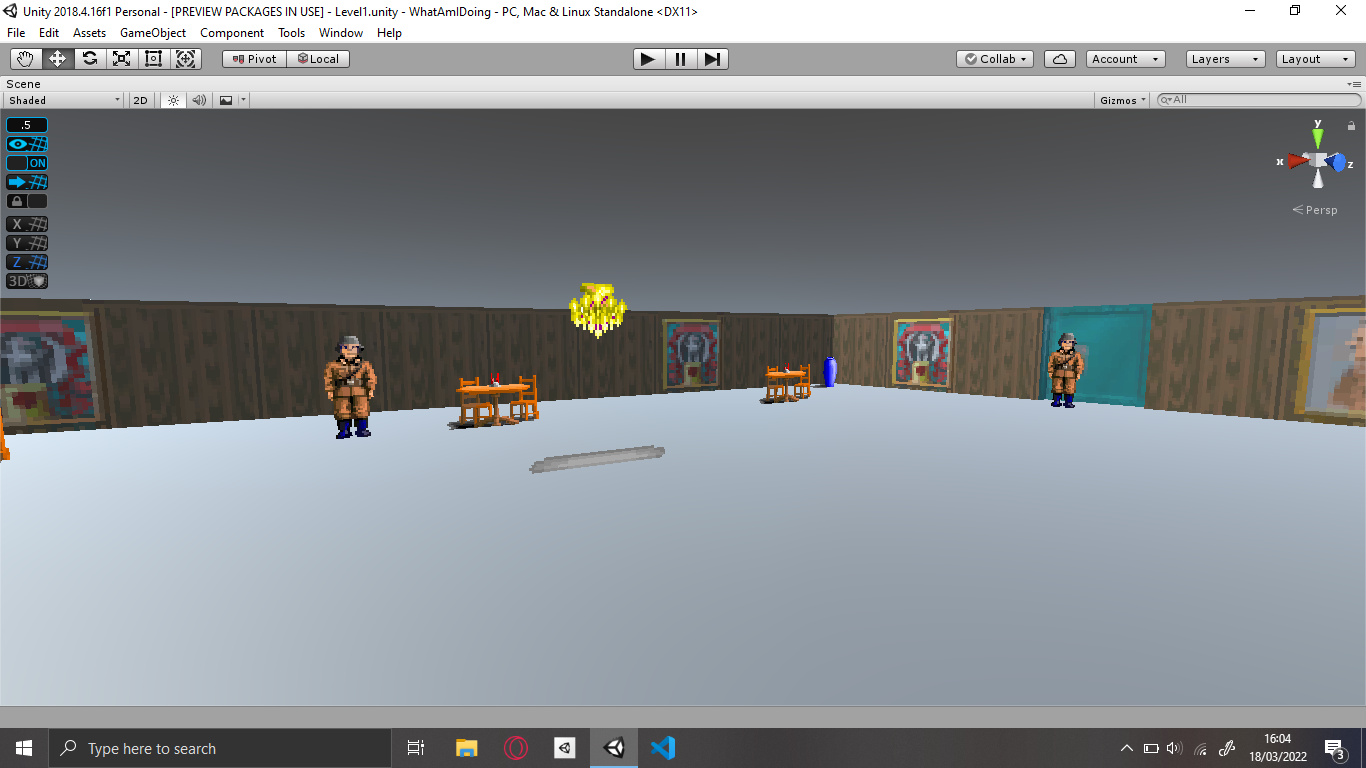 Unity 2018.4.16f1 Personal - [PREVIEW PACKAGES IN USE] - Level1.unity - WhatAmIDoing - PC, Mac & Linux Standalone <DX11>
File Edit Assets GameObject Component Tools Window Help
Pivot Local Collab Account Layers Layout
Scene
Shaded 2D Gizmos All
.5
ON
X
Y
Z
3D
y
x z
Persp
Type here to search
16:04
18/03/2022
3